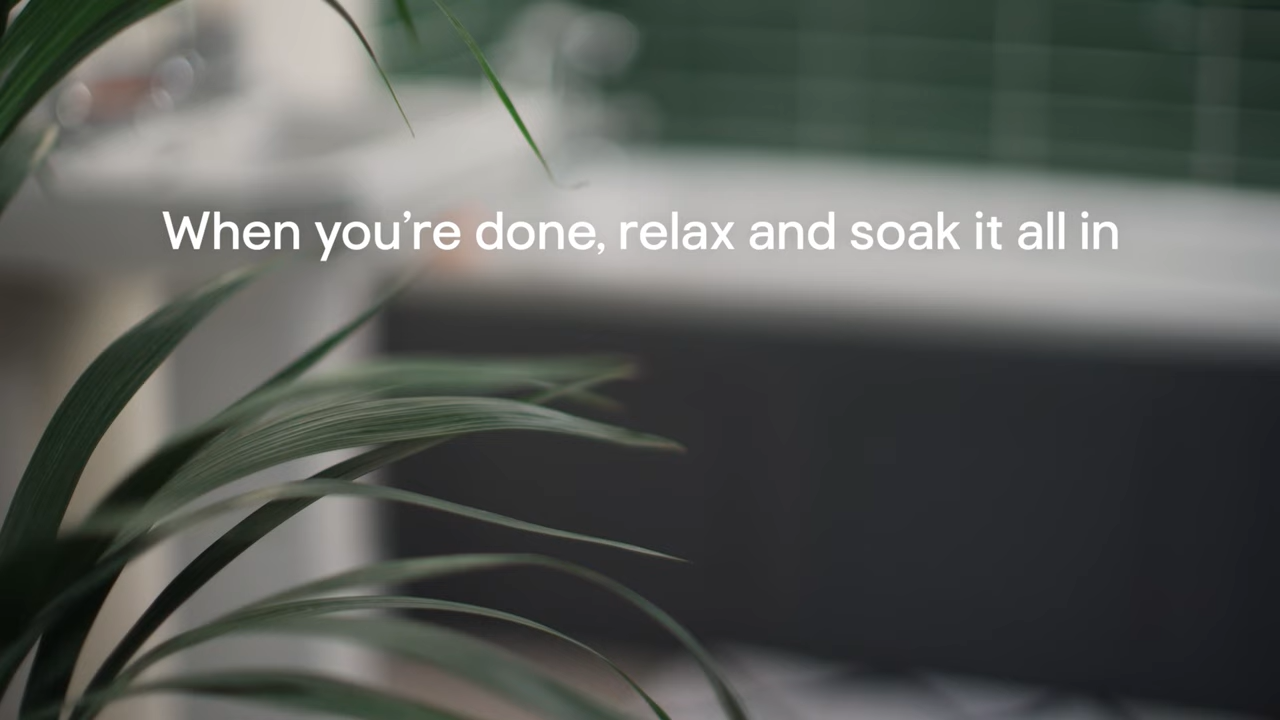 When you’re done, relax and soak it all in